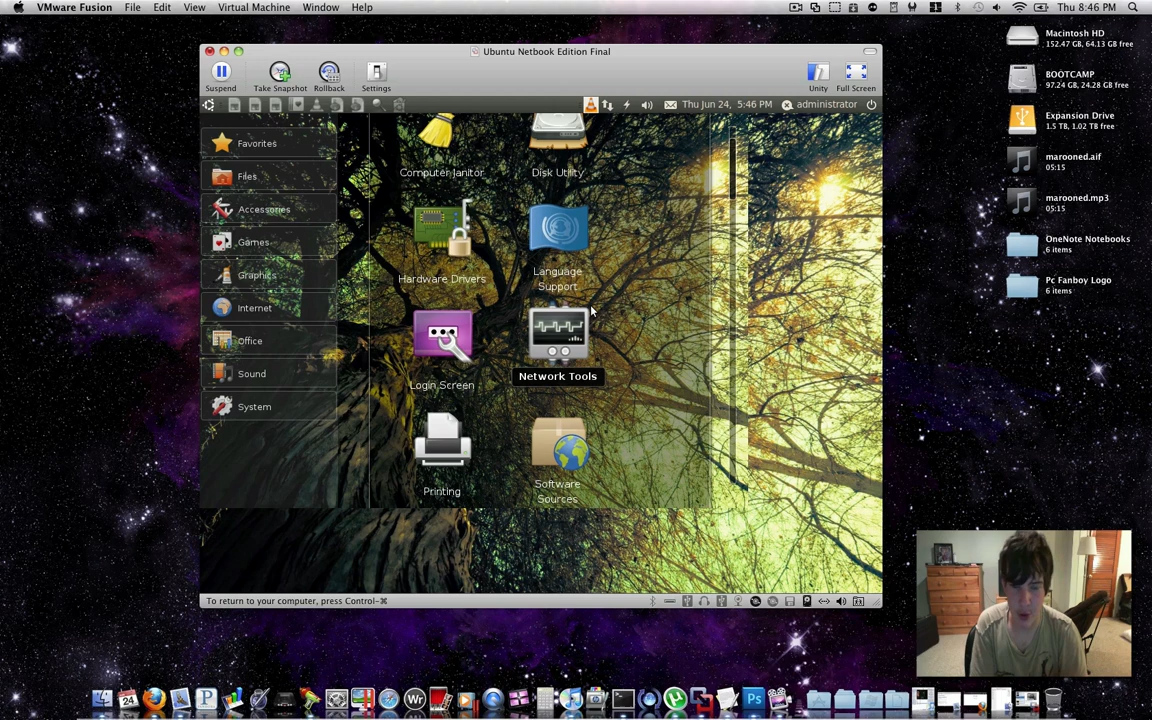 VMware Fusion File Edit View Virtual Machine Window Help Thu 8:46 PM
Ubuntu Netbook Edition Final
Suspend Take Snapshot Rollback Settings Unity Full Screen
Thu Jun 24, 5:46 PM administrator
Favorites
Files
Accessories
Games
Graphics
Internet
Office
Sound
System
Computer Janitor Disk Utility
Hardware Drivers Language
Support
Login Screen Network Tools
Printing Software
Sources
To return to your computer, press Control-⌘
Macintosh HD
152.47 GB, 64.13 GB free
BOOTCAMP
97.24 GB, 24.28 GB free
Expansion Drive
1.5 TB, 1.02 TB free
marooned.aif
05:15
marooned.mp3
05:15
OneNote Notebooks
6 items
Pc Fanboy Logo
6 items
24
Wr
Ps